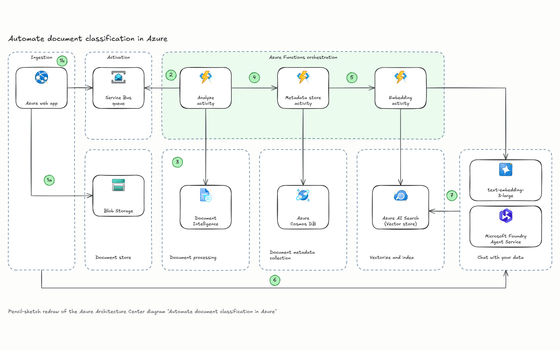 Automate document classification in Azure
Ingestion
1b
Activation
Azure Functions orchestration
Azure web app
Service Bus
queue
2
Analyze
activity
4
Metadata store
activity
5
Embedding
activity
1a
Blob Storage
Document store
3
Document
Intelligence
Document processing
Azure
Cosmos DB
Document metadata
collection
Azure AI Search
(Vector store)
Vectorize and index
7
text-embedding-
3-large
Microsoft Foundry
Agent Service
Chat with your data
6
Pencil-sketch redraw of the Azure Architecture Center diagram "Automate document classification in Azure"